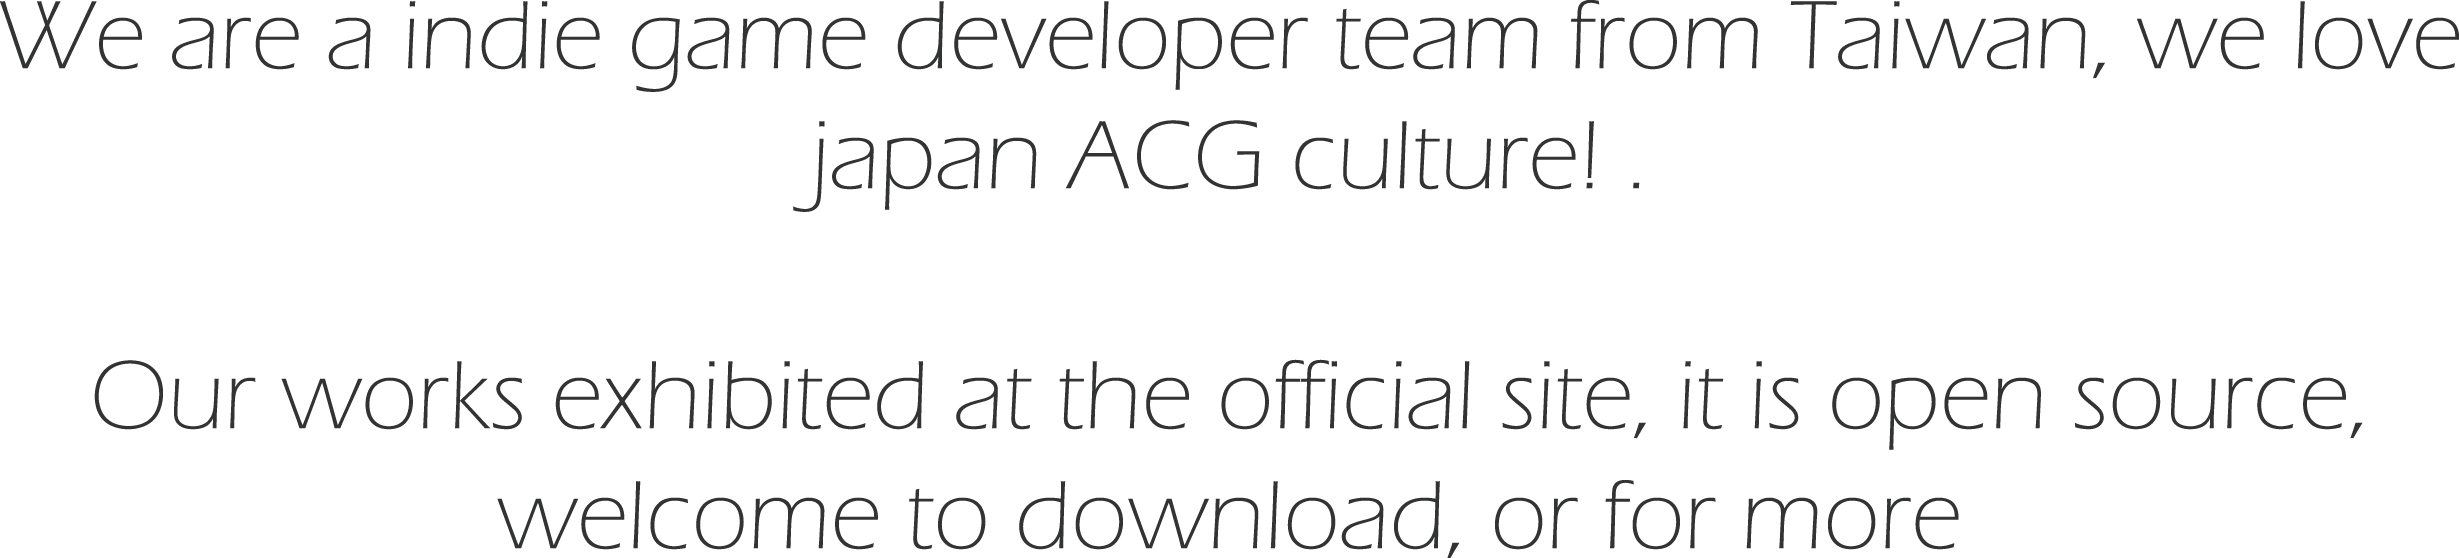 We are a indie game developer team from Taiwan, we love
japan ACG culture! .
Our works exhibited at the official site, it is open source,
welcome to download, or for more